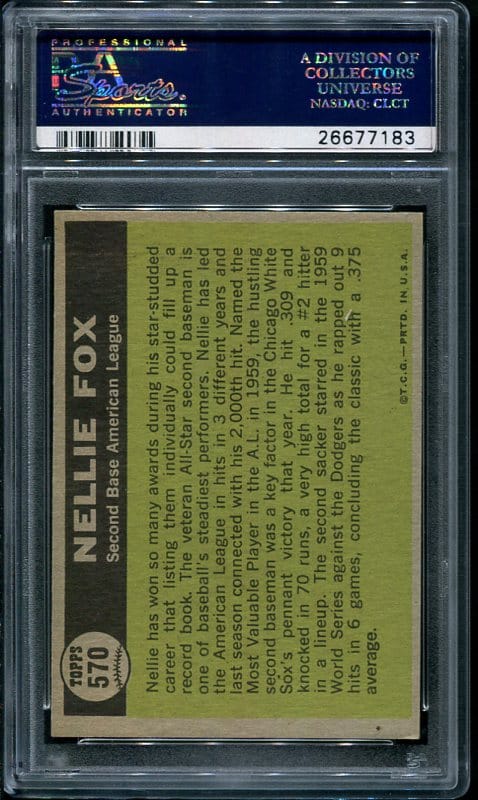 PROFESSIONAL
Sports
AUTHENTICATOR
A DIVISION OF
COLLECTORS
UNIVERSE
NASDAQ: CLCT
26677183
TOPPS
570
NELLIE FOX
Second Base American League
Nellie has won so many awards during his star-studded
career that listing them individually could fill up a
record book. The veteran All-Star second baseman is
one of baseball's steadiest performers. Nellie has led
the American League in hits in 3 different years and
last season connected with his 2,000th hit. Named the
Most Valuable Player in the A.L. in 1959, the hustling
second baseman was a key factor in the Chicago White
Sox's pennant victory that year. He hit .309 and
knocked in 70 runs, a very high total for a #2 hitter
in a lineup. The second sacker starred in the 1959
World Series against the Dodgers as he rapped out 9
hits in 6 games, concluding the classic with a .375
average.
©T.C.G.—PRTD. IN U.S.A.